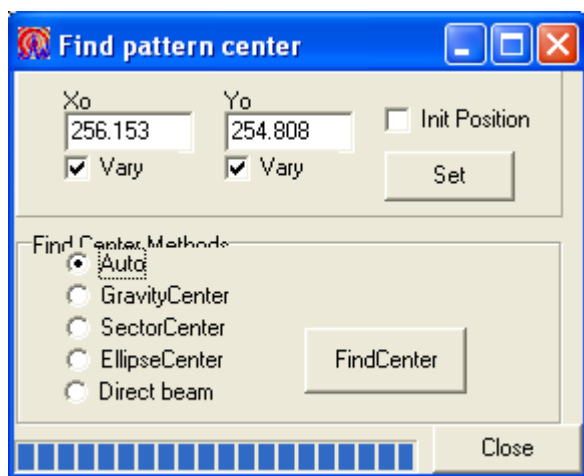 Find pattern center
Xo Yo
256.153 254.808 Init Position
Vary Vary Set
Find Center Methods
Auto
GravityCenter
SectorCenter
EllipseCenter FindCenter
Direct beam
Close